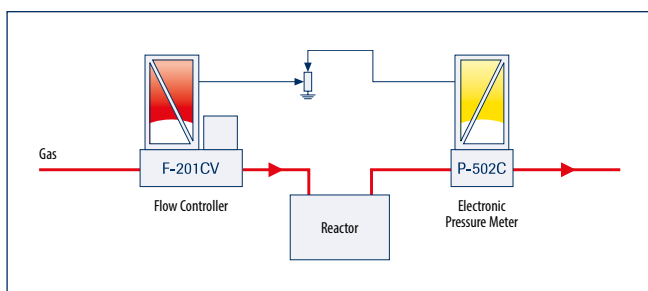 Gas
F-201CV
P-502C
Flow Controller
Reactor
Electronic
Pressure Meter